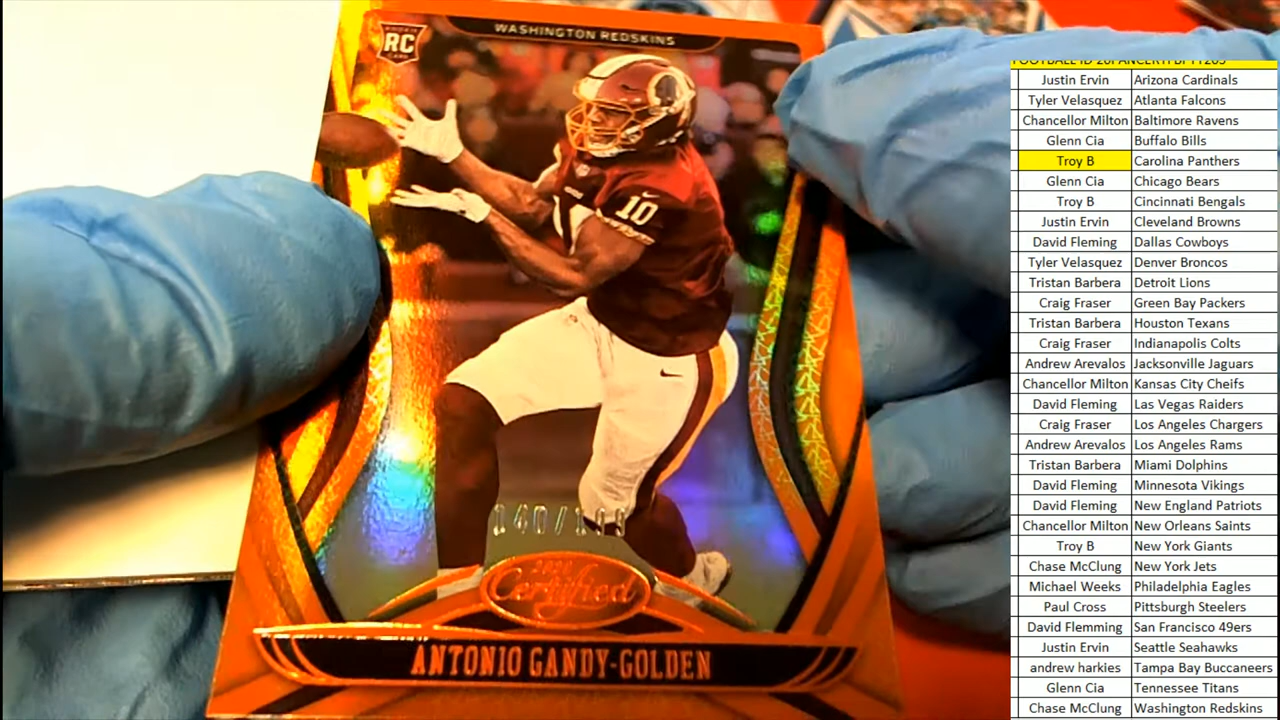 WASHINGTON REDSKINS
ROOKIE
RC
CARD
10
Certified
ANTONIO GANDY-GOLDEN
Justin Ervin Arizona Cardinals
Tyler Velasquez Atlanta Falcons
Chancellor Milton Baltimore Ravens
Glenn Cia Buffalo Bills
Troy B Carolina Panthers
Glenn Cia Chicago Bears
Troy B Cincinnati Bengals
Justin Ervin Cleveland Browns
David Fleming Dallas Cowboys
Tyler Velasquez Denver Broncos
Tristan Barbera Detroit Lions
Craig Fraser Green Bay Packers
Tristan Barbera Houston Texans
Craig Fraser Indianapolis Colts
Andrew Arevalos Jacksonville Jaguars
Chancellor Milton Kansas City Cheifs
David Fleming Las Vegas Raiders
Craig Fraser Los Angeles Chargers
Andrew Arevalos Los Angeles Rams
Tristan Barbera Miami Dolphins
David Fleming Minnesota Vikings
David Fleming New England Patriots
Chancellor Milton New Orleans Saints
Troy B New York Giants
Chase McClung New York Jets
Michael Weeks Philadelphia Eagles
Paul Cross Pittsburgh Steelers
David Flemming San Francisco 49ers
Justin Ervin Seattle Seahawks
andrew harkies Tampa Bay Buccaneers
Glenn Cia Tennessee Titans
Chase McClung Washington Redskins